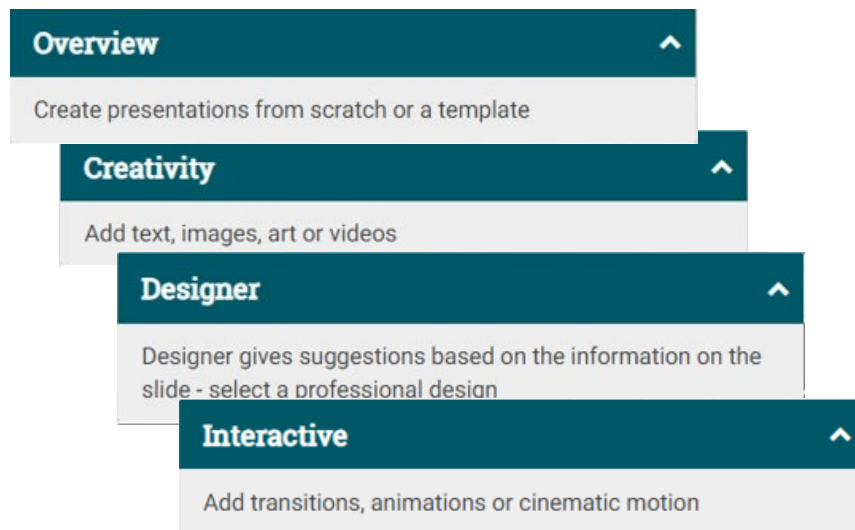 Overview
Create presentations from scratch or a template
Creativity
Add text, images, art or videos
Designer
Designer gives suggestions based on the information on the
slide - select a professional design
Interactive
Add transitions, animations or cinematic motion